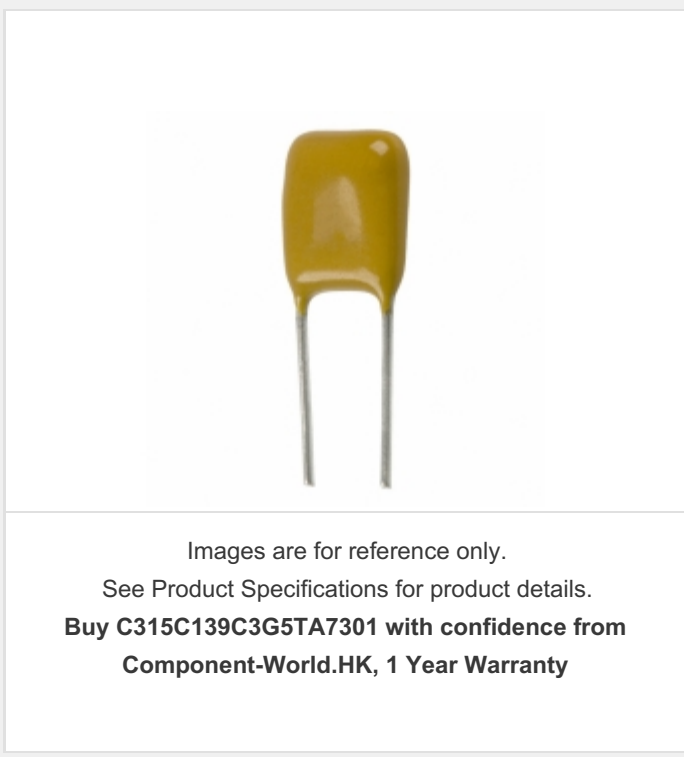 Images are for reference only.
See Product Specifications for product details.
Buy C315C139C3G5TA7301 with confidence from
Component-World.HK, 1 Year Warranty